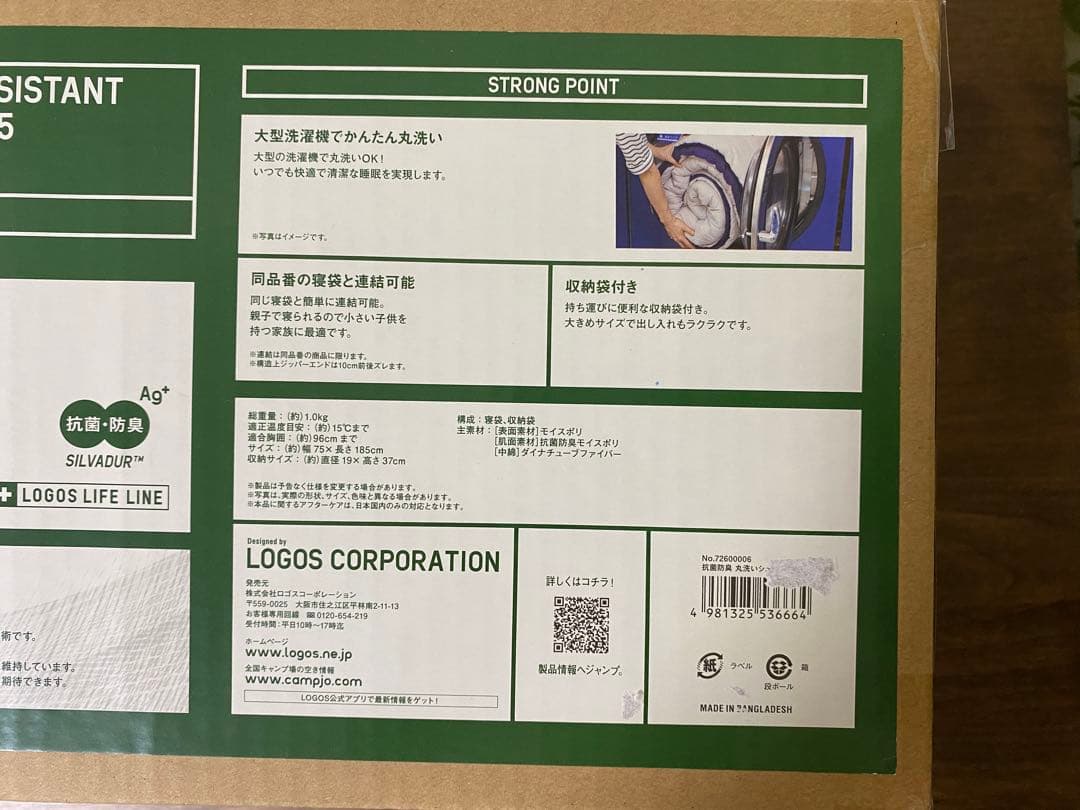 SISTANT
5
STRONG POINT
大型洗濯機でかんたん丸洗い
大型の洗濯機で丸洗いOK!
いつでも快適で清潔な睡眠を実現します。
※写真はイメージです。
同品番の寝袋と連結可能
同じ寝袋と簡単に連結可能。
親子で寝られるので小さい子供を
持つ家族に最適です。
※連結は同品番の商品に限ります。
※構造上ジッパーエンドは10cm前後ズレます。
収納袋付き
持ち運びに便利な収納袋付き。
大きめサイズで出し入れもラクラクです。
Ag+
抗菌・防臭
SILVADUR™
LOGOS LIFE LINE
総重量：(約)1.0kg
適正温度目安：(約)15℃まで
適合胸囲：(約)96cm まで
サイズ：(約)幅 75×長さ 185cm
収納サイズ：(約)直径 19×高さ 37cm
構成：寝袋、収納袋
主素材：[表面素材]モイスポリ
[肌面素材]抗菌防臭モイスポリ
[中綿]ダイナチューブファイバー
※製品は予告なく仕様を変更する場合があります。
※写真は、実際の形状、サイズ、色味と異なる場合があります。
※本品に関するアフターケアは、日本国内のみの対応となります。
術です。
維持しています。
期待できます。
Designed by
LOGOS CORPORATION
発売元
株式会社ロゴスコーポレーション
〒559-0025 大阪市住之江区平林南2-11-13
お客様専用回線 ☎0120-654-219
受付時間：平日10時〜17時迄
ホームページ
www.logos.ne.jp
全国キャンプ場の空き情報
www.campjo.com
LOGOS公式アプリで最新情報をゲット！
詳しくはコチラ！
製品情報へジャンプ。
No.72600006
抗菌防臭 丸洗い
4 981325 536664
紙 ラベル
段ボール 箱
MADE IN BANGLADESH